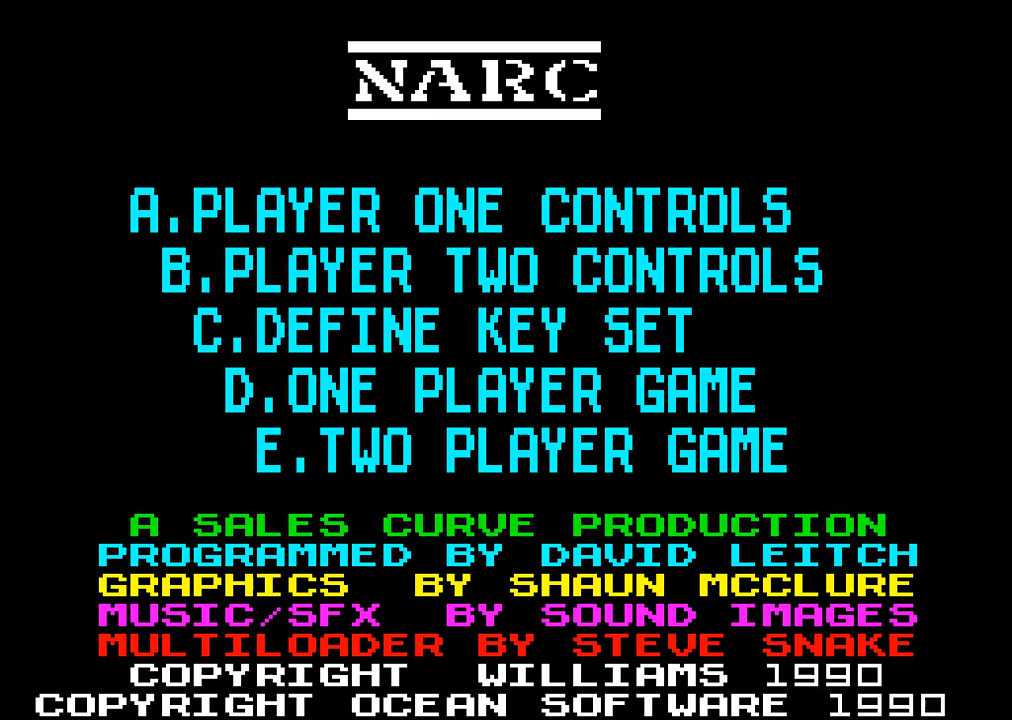 NARC
A.PLAYER ONE CONTROLS
B.PLAYER TWO CONTROLS
C.DEFINE KEY SET
D.ONE PLAYER GAME
E.TWO PLAYER GAME
A SALES CURVE PRODUCTION
PROGRAMMED BY DAVID LEITCH
GRAPHICS BY SHAUN MCCLURE
MUSIC/SFX BY SOUND IMAGES
MULTILOADER BY STEVE SNAKE
COPYRIGHT WILLIAMS 1990
COPYRIGHT OCEAN SOFTWARE 1990